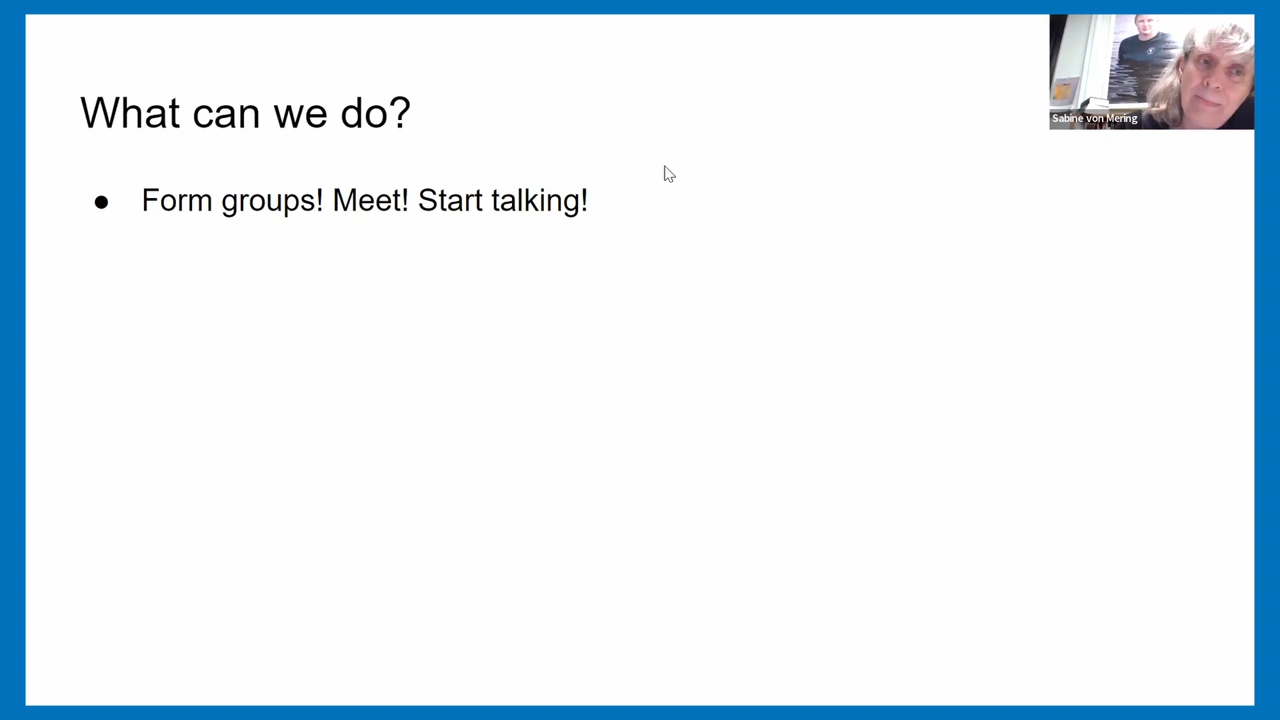 What can we do?
● Form groups! Meet! Start talking!
Sabine von Mering